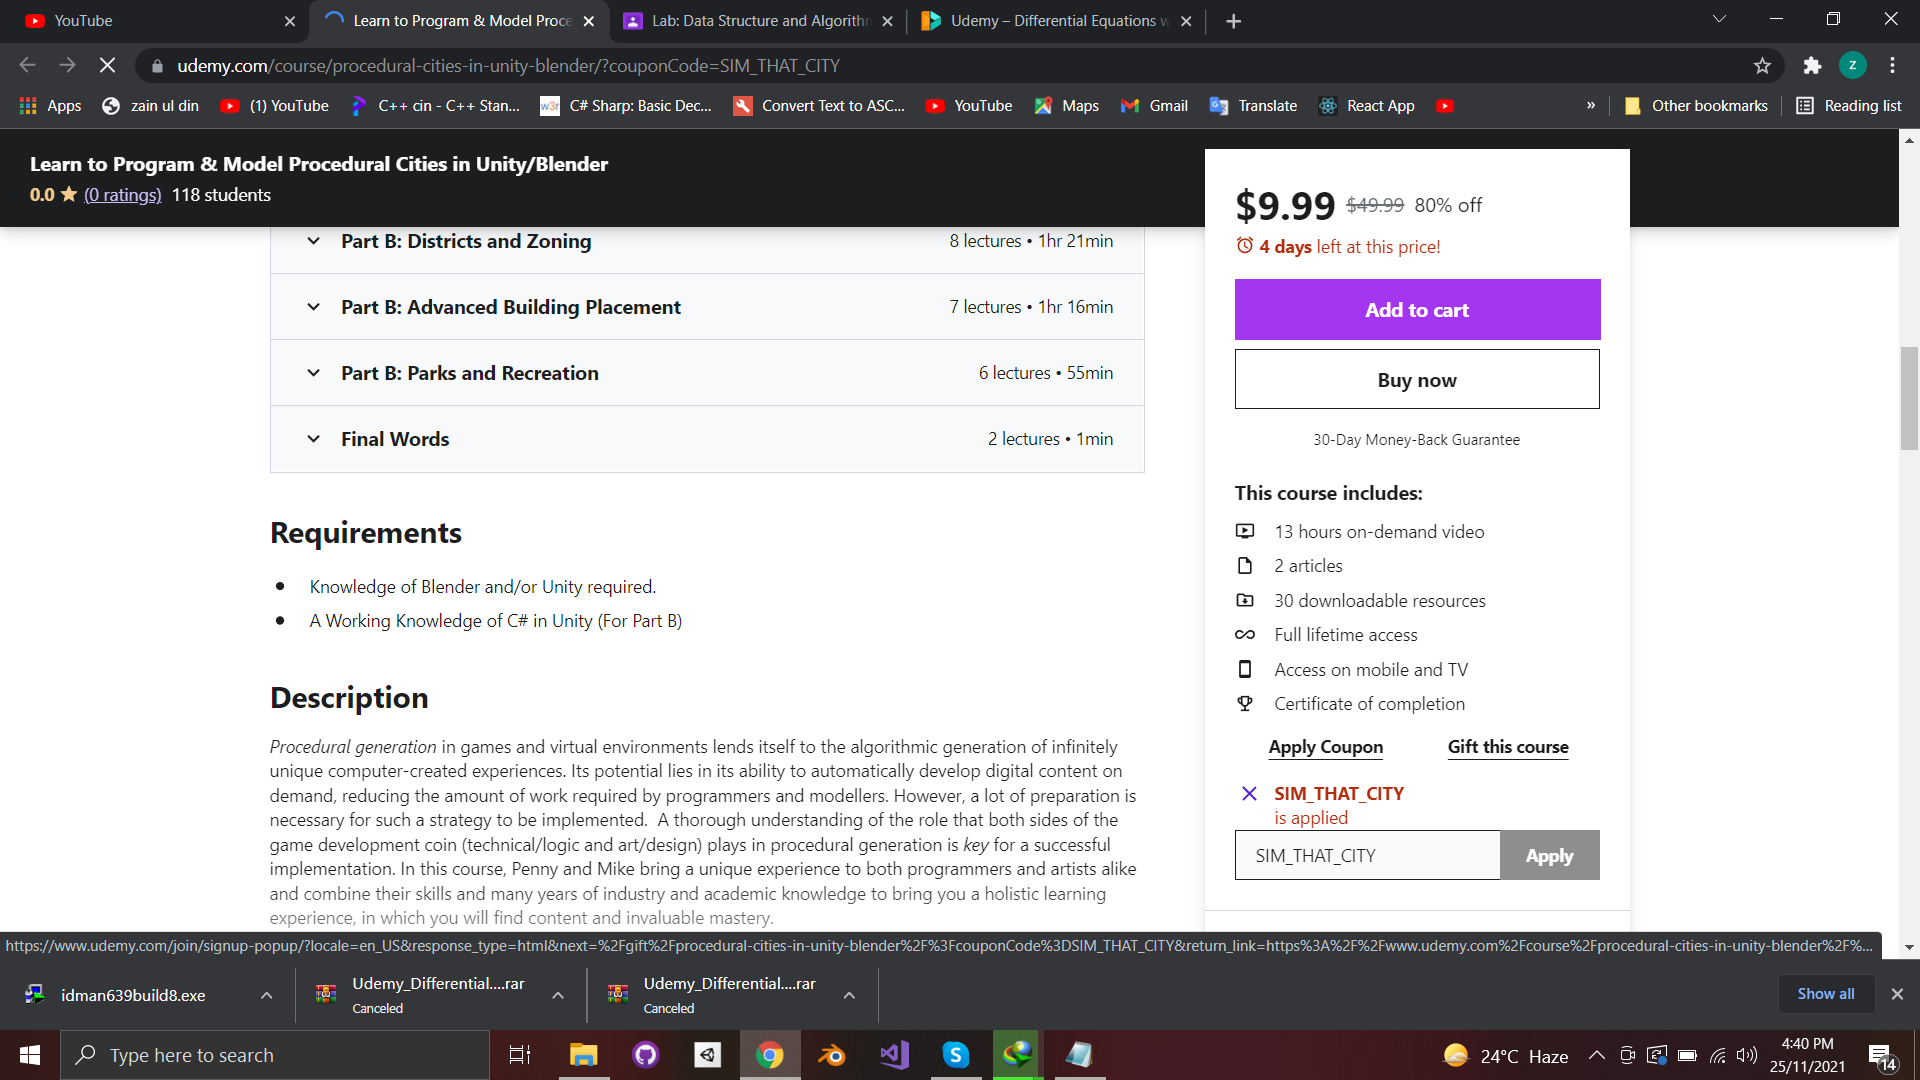 YouTube
Learn to Program & Model Proce
Lab: Data Structure and Algorithm
Udemy – Differential Equations w
udemy.com/course/procedural-cities-in-unity-blender/?couponCode=SIM_THAT_CITY
z
Apps
zain ul din
(1) YouTube
C++ cin - C++ Stan...
w3r
C# Sharp: Basic Dec...
Convert Text to ASC...
YouTube
Maps
Gmail
Translate
React App
»
Other bookmarks
Reading list
Learn to Program & Model Procedural Cities in Unity/Blender
0.0 ★ (0 ratings) 118 students
Part B: Districts and Zoning
8 lectures • 1hr 21min
Part B: Advanced Building Placement
7 lectures • 1hr 16min
Part B: Parks and Recreation
6 lectures • 55min
Final Words
2 lectures • 1min
Requirements
• Knowledge of Blender and/or Unity required.
• A Working Knowledge of C# in Unity (For Part B)
Description
Procedural generation in games and virtual environments lends itself to the algorithmic generation of infinitely
unique computer-created experiences. Its potential lies in its ability to automatically develop digital content on
demand, reducing the amount of work required by programmers and modellers. However, a lot of preparation is
necessary for such a strategy to be implemented.  A thorough understanding of the role that both sides of the
game development coin (technical/logic and art/design) plays in procedural generation is key for a successful
implementation. In this course, Penny and Mike bring a unique experience to both programmers and artists alike
and combine their skills and many years of industry and academic knowledge to bring you a holistic learning
experience, in which you will find content and invaluable mastery.
$9.99 $49.99 80% off
4 days left at this price!
Add to cart
Buy now
30-Day Money-Back Guarantee
This course includes:
13 hours on-demand video
2 articles
30 downloadable resources
Full lifetime access
Access on mobile and TV
Certificate of completion
Apply Coupon
Gift this course
SIM_THAT_CITY
is applied
SIM_THAT_CITY
Apply
https://www.udemy.com/join/signup-popup/?locale=en_US&response_type=html&next=%2Fgift%2Fprocedural-cities-in-unity-blender%2F%3FcouponCode%3DSIM_THAT_CITY&return_link=https%3A%2F%2Fwww.udemy.com%2Fcourse%2Fprocedural-cities-in-unity-blender%2F%...
idman639build8.exe
Udemy_Differential....rar
Canceled
Udemy_Differential....rar
Canceled
Show all
Type here to search
24°C Haze
4:40 PM
25/11/2021
14